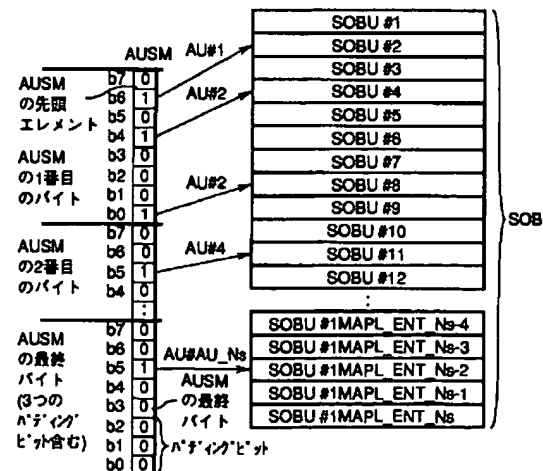 AUSM
AUSM
の先頭
エレメント
b7 0
b6 1
b5 0
b4 1
AUSM
の1番目
のバイト
b3 0
b2 0
b1 0
b0 1
AUSM
の2番目
のバイト
b7 0
b6 0
b5 1
b4 0
:
AUSM
の最終
バイト
(3つの
パディング
ビット含む)
b7 0
b6 0
b5 1
b4 0
b3 0
b2 0
b1 0
b0 0
AUSM
の最終
バイト
パディングビット
AU#1
AU#2
AU#2
AU#4
AU#AU_Ns
SOBU #1
SOBU #2
SOBU #3
SOBU #4
SOBU #5
SOBU #6
SOBU #7
SOBU #8
SOBU #9
SOBU #10
SOBU #11
SOBU #12
:
SOBU #1MAPL_ENT_Ns-4
SOBU #1MAPL_ENT_Ns-3
SOBU #1MAPL_ENT_Ns-2
SOBU #1MAPL_ENT_Ns-1
SOBU #1MAPL_ENT_Ns
SOB